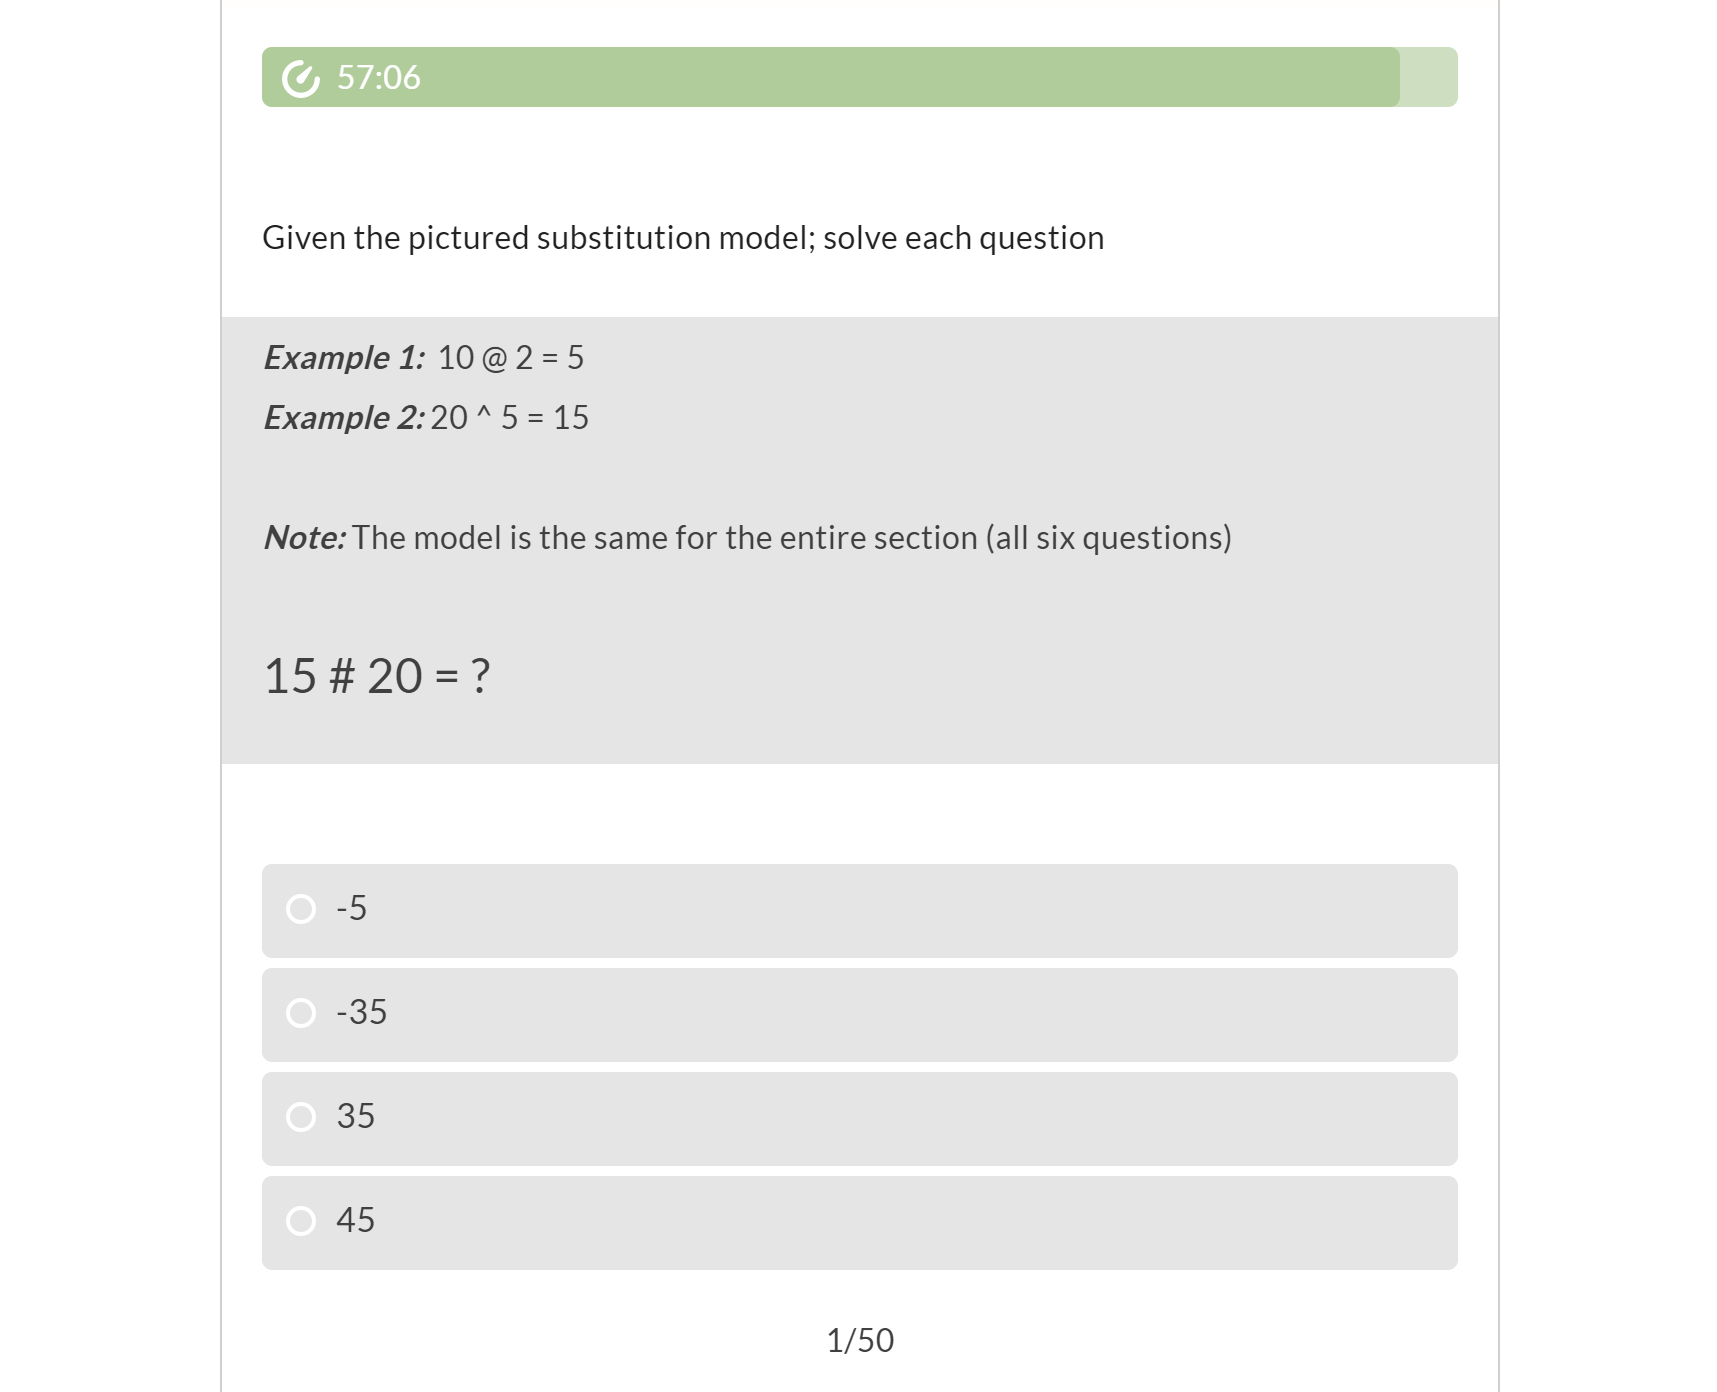 57:06
Given the pictured substitution model; solve each question
Example 1: 10 @ 2 = 5
Example 2: 20 ^ 5 = 15
Note: The model is the same for the entire section (all six questions)
15 # 20 = ?
-5
-35
35
45
1/50